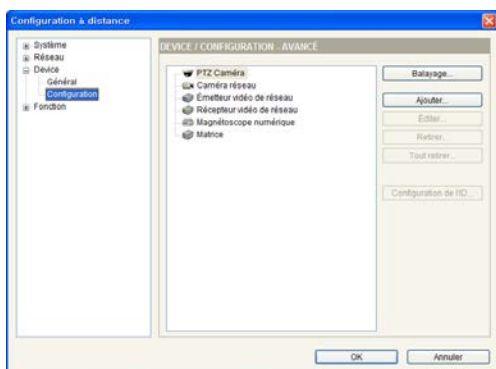 Configuration à distance
Système
Réseau
Device
Général
Configuration
Fonction
DEVICE / CONFIGURATION - AVANCÉ
PTZ Caméra
Caméra réseau
Émetteur vidéo de réseau
Récepteur vidéo de réseau
Magnétoscope numérique
Matrice
Balayage...
Ajouter...
Éditer...
Retirer...
Tout retirer...
Configuration de l'ID...
OK
Annuler